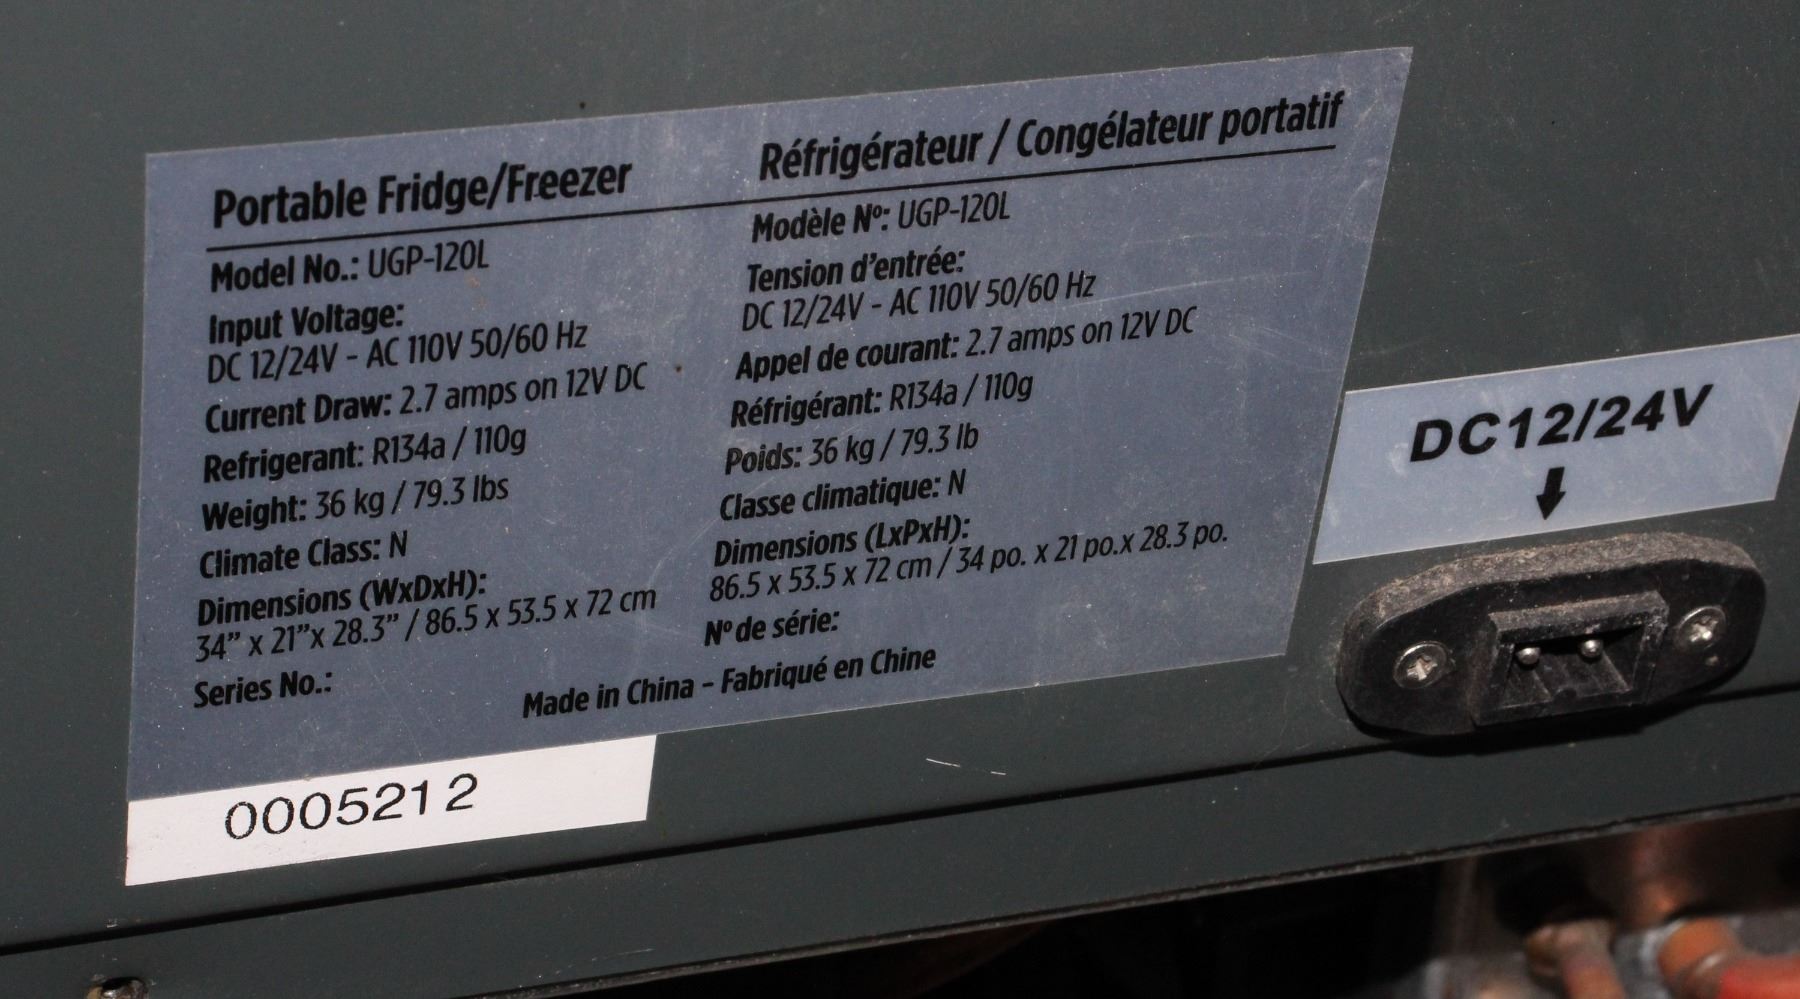 Portable Fridge/Freezer
Model No.: UGP-120L
Input Voltage:
DC 12/24V - AC 110V 50/60 Hz
Current Draw: 2.7 amps on 12V DC
Refrigerant: R134a / 110g
Weight: 36 kg / 79.3 lbs
Climate Class: N
Dimensions (WxDxH):
34” x 21”x 28.3” / 86.5 x 53.5 x 72 cm
Series No.:
Réfrigérateur / Congélateur portatif
Modèle Nº: UGP-120L
Tension d’entrée:
DC 12/24V - AC 110V 50/60 Hz
Appel de courant: 2.7 amps on 12V DC
Réfrigérant: R134a / 110g
Poids: 36 kg / 79.3 lb
Classe climatique: N
Dimensions (LxPxH):
86.5 x 53.5 x 72 cm / 34 po. x 21 po.x 28.3 po.
Nº de série:
Made in China - Fabriqué en Chine
0005212
DC12/24V